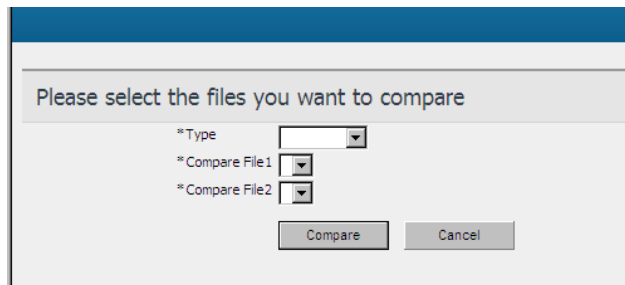 Please select the files you want to compare
*Type
*Compare File1
*Compare File2
Compare Cancel